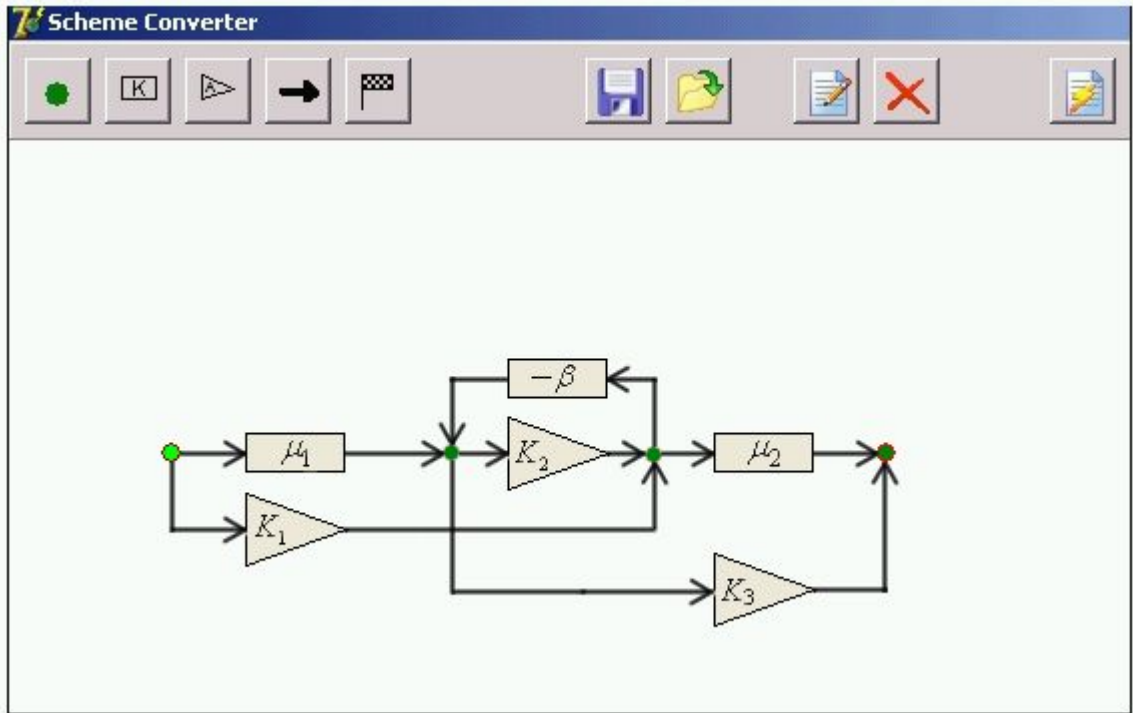 Scheme Converter
K
A
−β
μ₁
K₂
μ₂
K₁
K₃